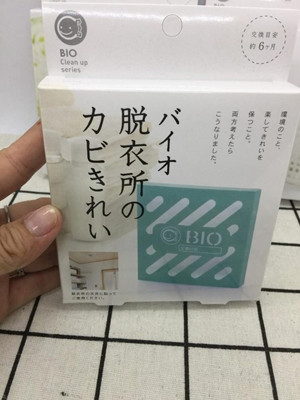 BIO
Clean up
series
交換目安
約6ヶ月
環境のこと、
楽してきれいを
保つこと、
両方考えたら
こうなりました。
バイオ
脱衣所の
カビきれい
BIO